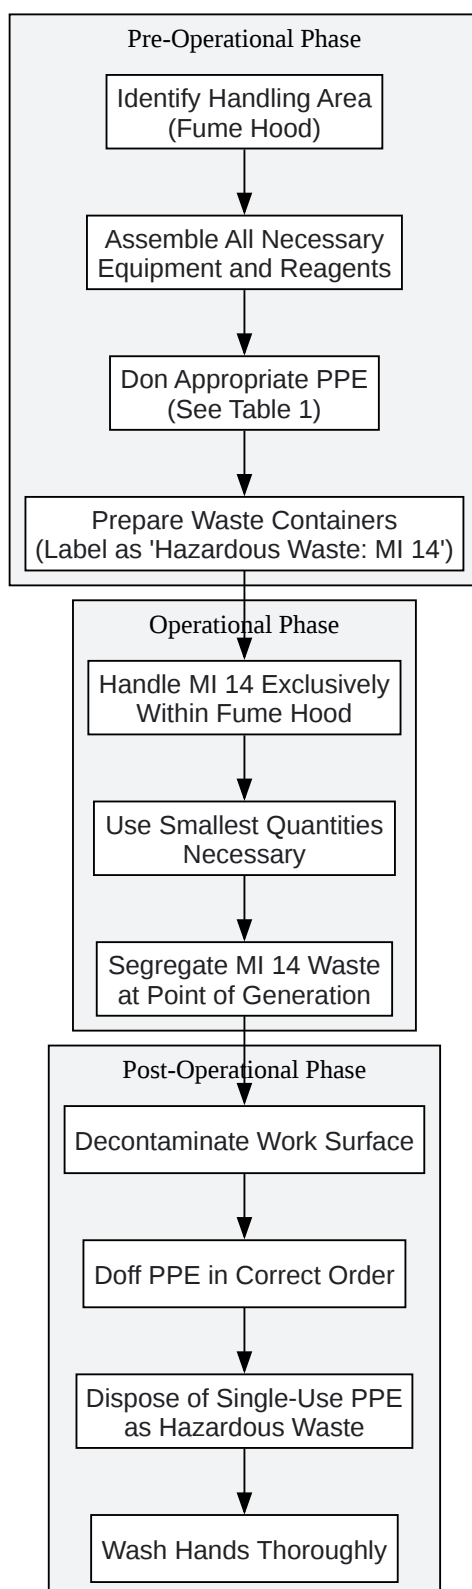 Pre-Operational Phase
Identify Handling Area
(Fume Hood)
Assemble All Necessary
Equipment and Reagents
Don Appropriate PPE
(See Table 1)
Prepare Waste Containers
(Label as 'Hazardous Waste: MI 14')
Operational Phase
Handle MI 14 Exclusively
Within Fume Hood
Use Smallest Quantities
Necessary
Segregate MI 14 Waste
at Point of Generation
Post-Operational Phase
Decontaminate Work Surface
Doff PPE in Correct Order
Dispose of Single-Use PPE
as Hazardous Waste
Wash Hands Thoroughly